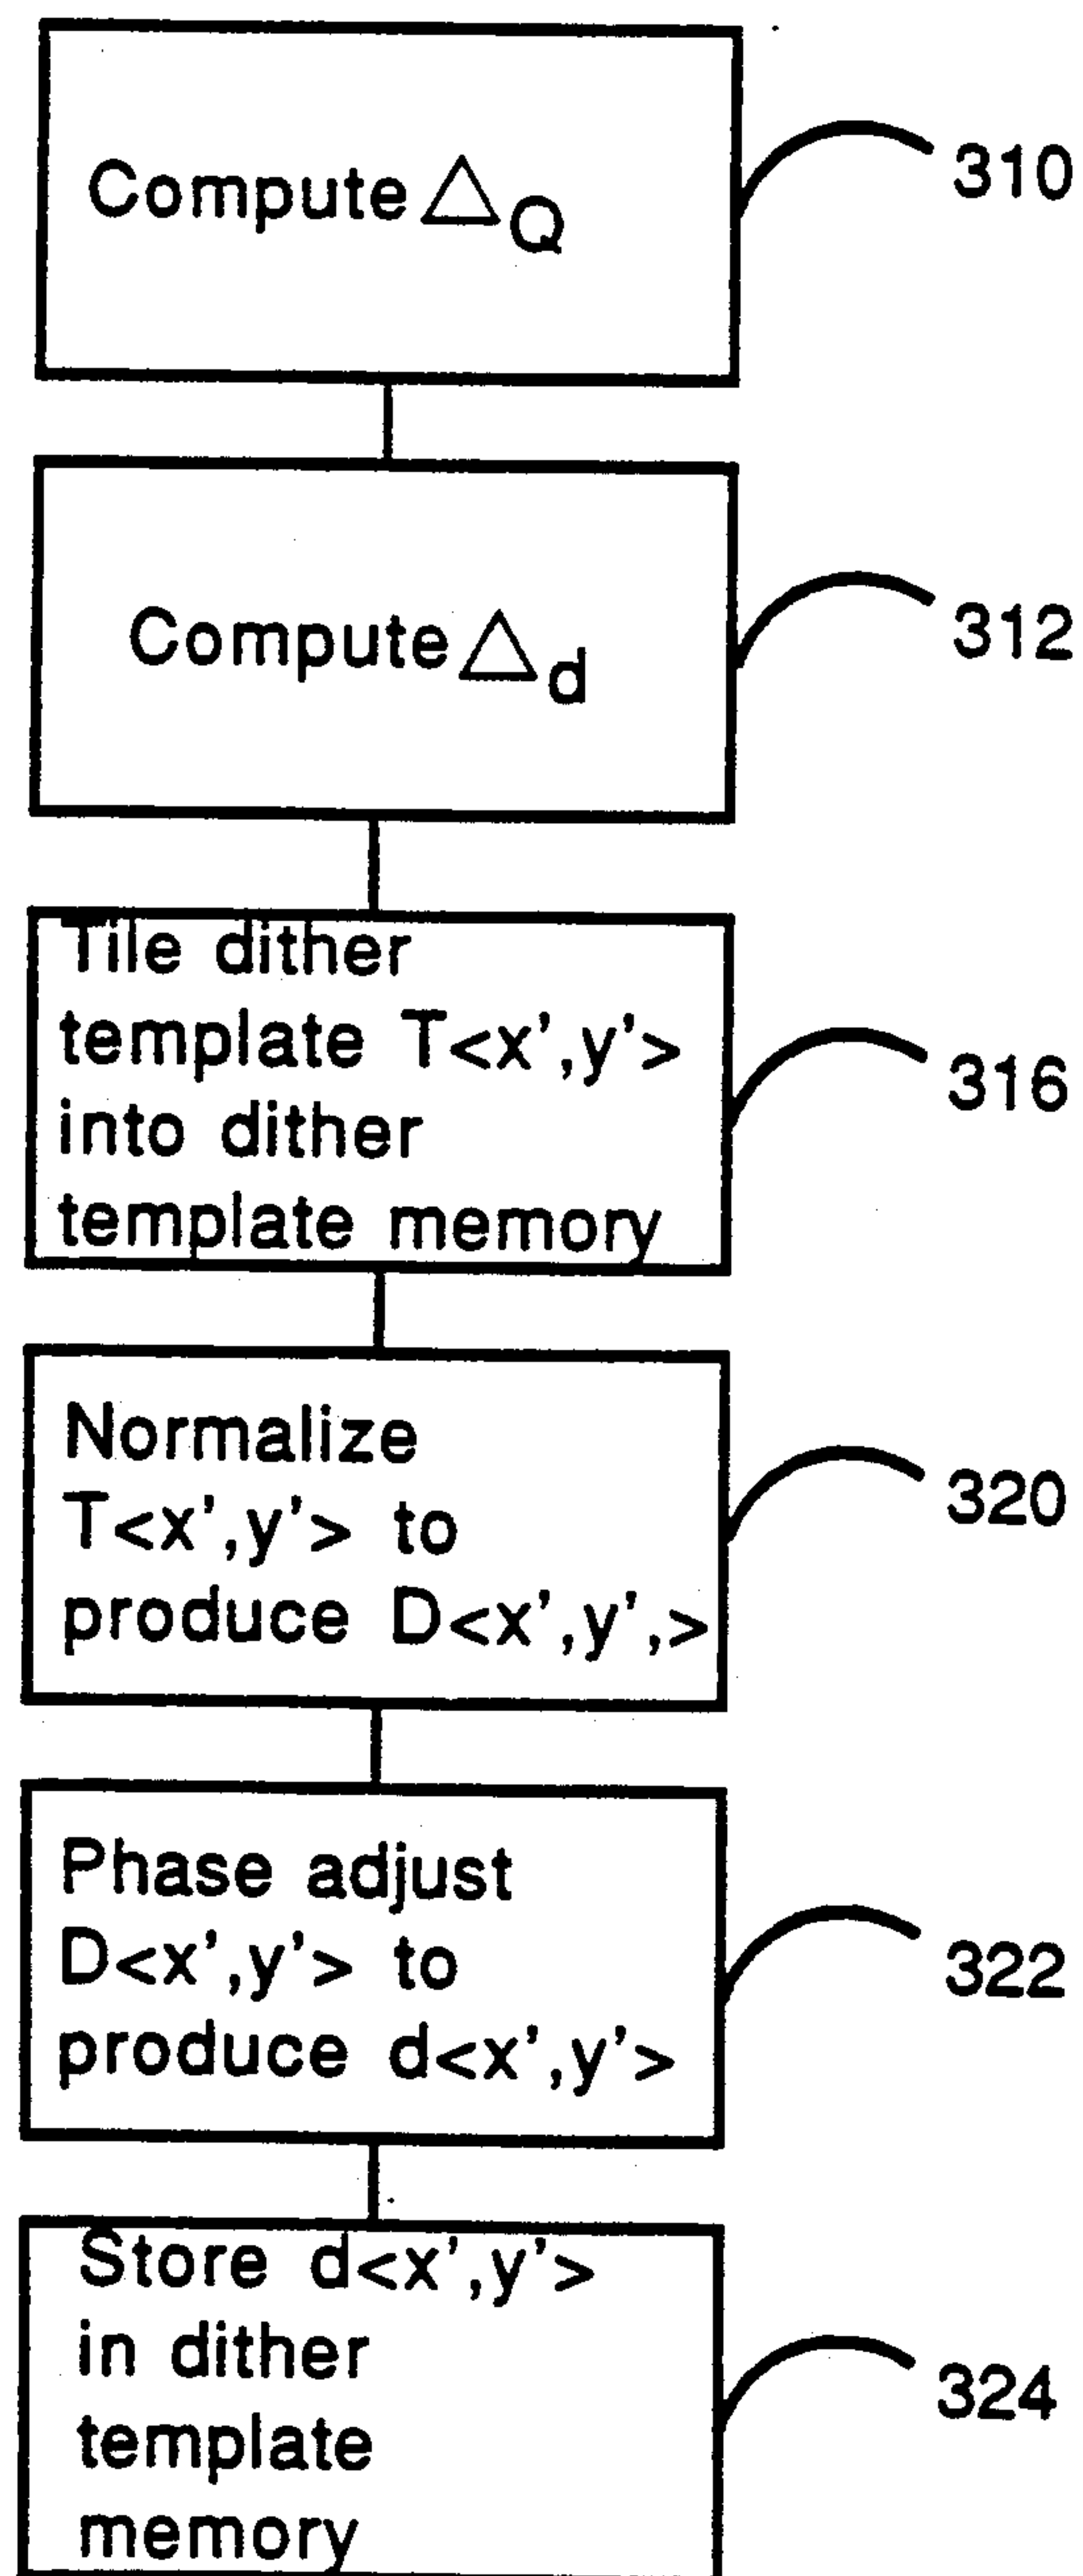 Compute △Q
310
Compute △d
312
Tile dither
template T<x',y'>
into dither
template memory
316
Normalize
T<x',y'> to
produce D<x',y',>
320
Phase adjust
D<x',y'> to
produce d<x',y'>
322
Store d<x',y'>
in dither
template
memory
324